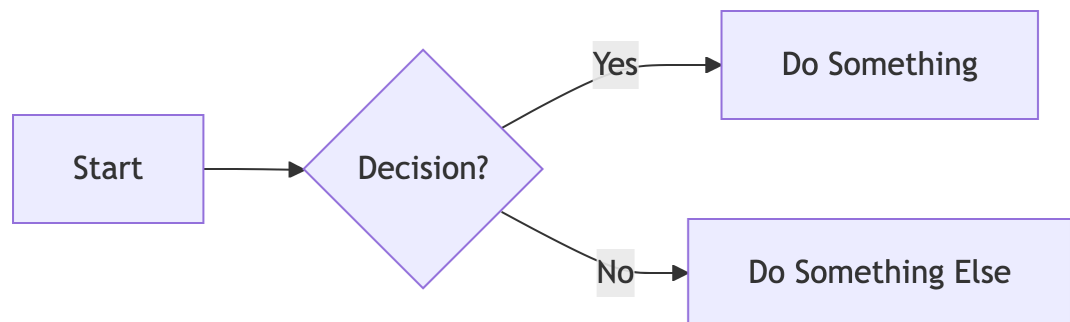 Start
Decision?
Yes
Do Something
No
Do Something Else